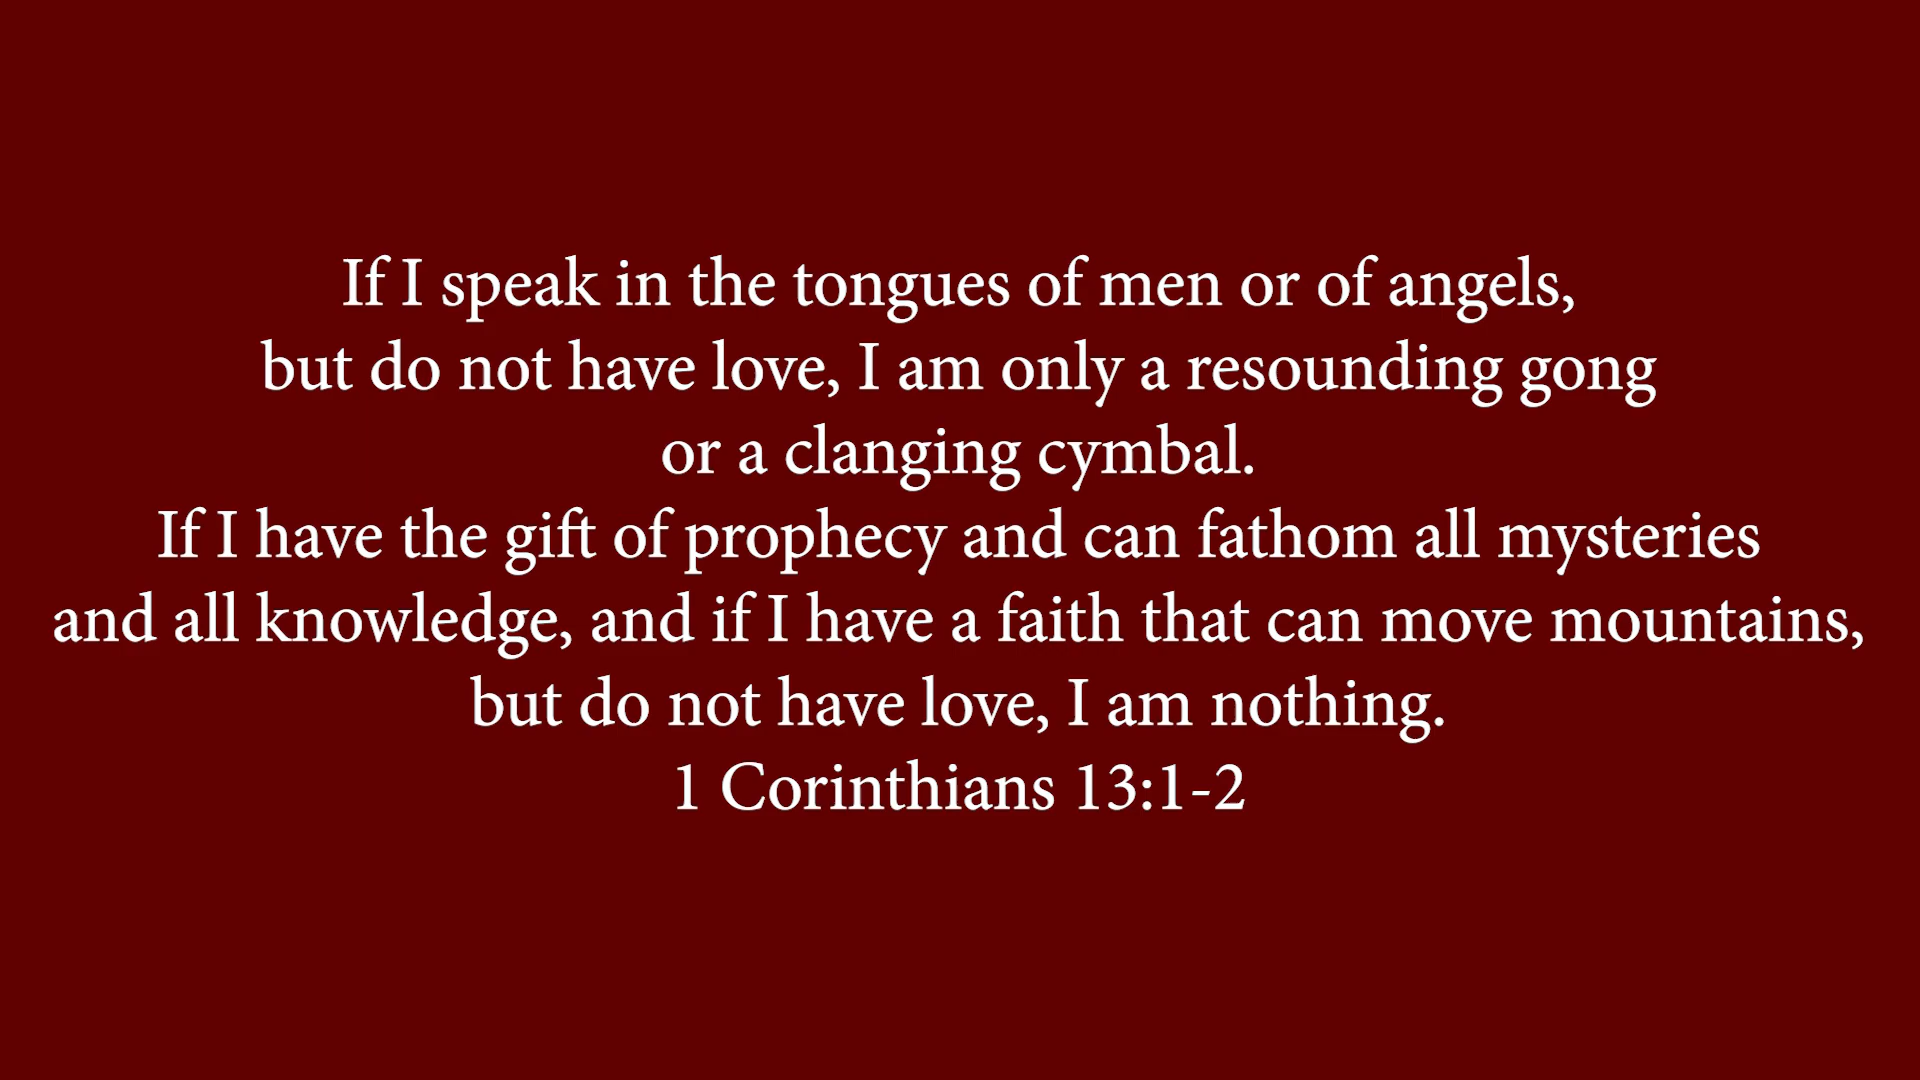 If I speak in the tongues of men or of angels,
but do not have love, I am only a resounding gong
or a clanging cymbal.
If I have the gift of prophecy and can fathom all mysteries
and all knowledge, and if I have a faith that can move mountains,
but do not have love, I am nothing.
1 Corinthians 13:1-2